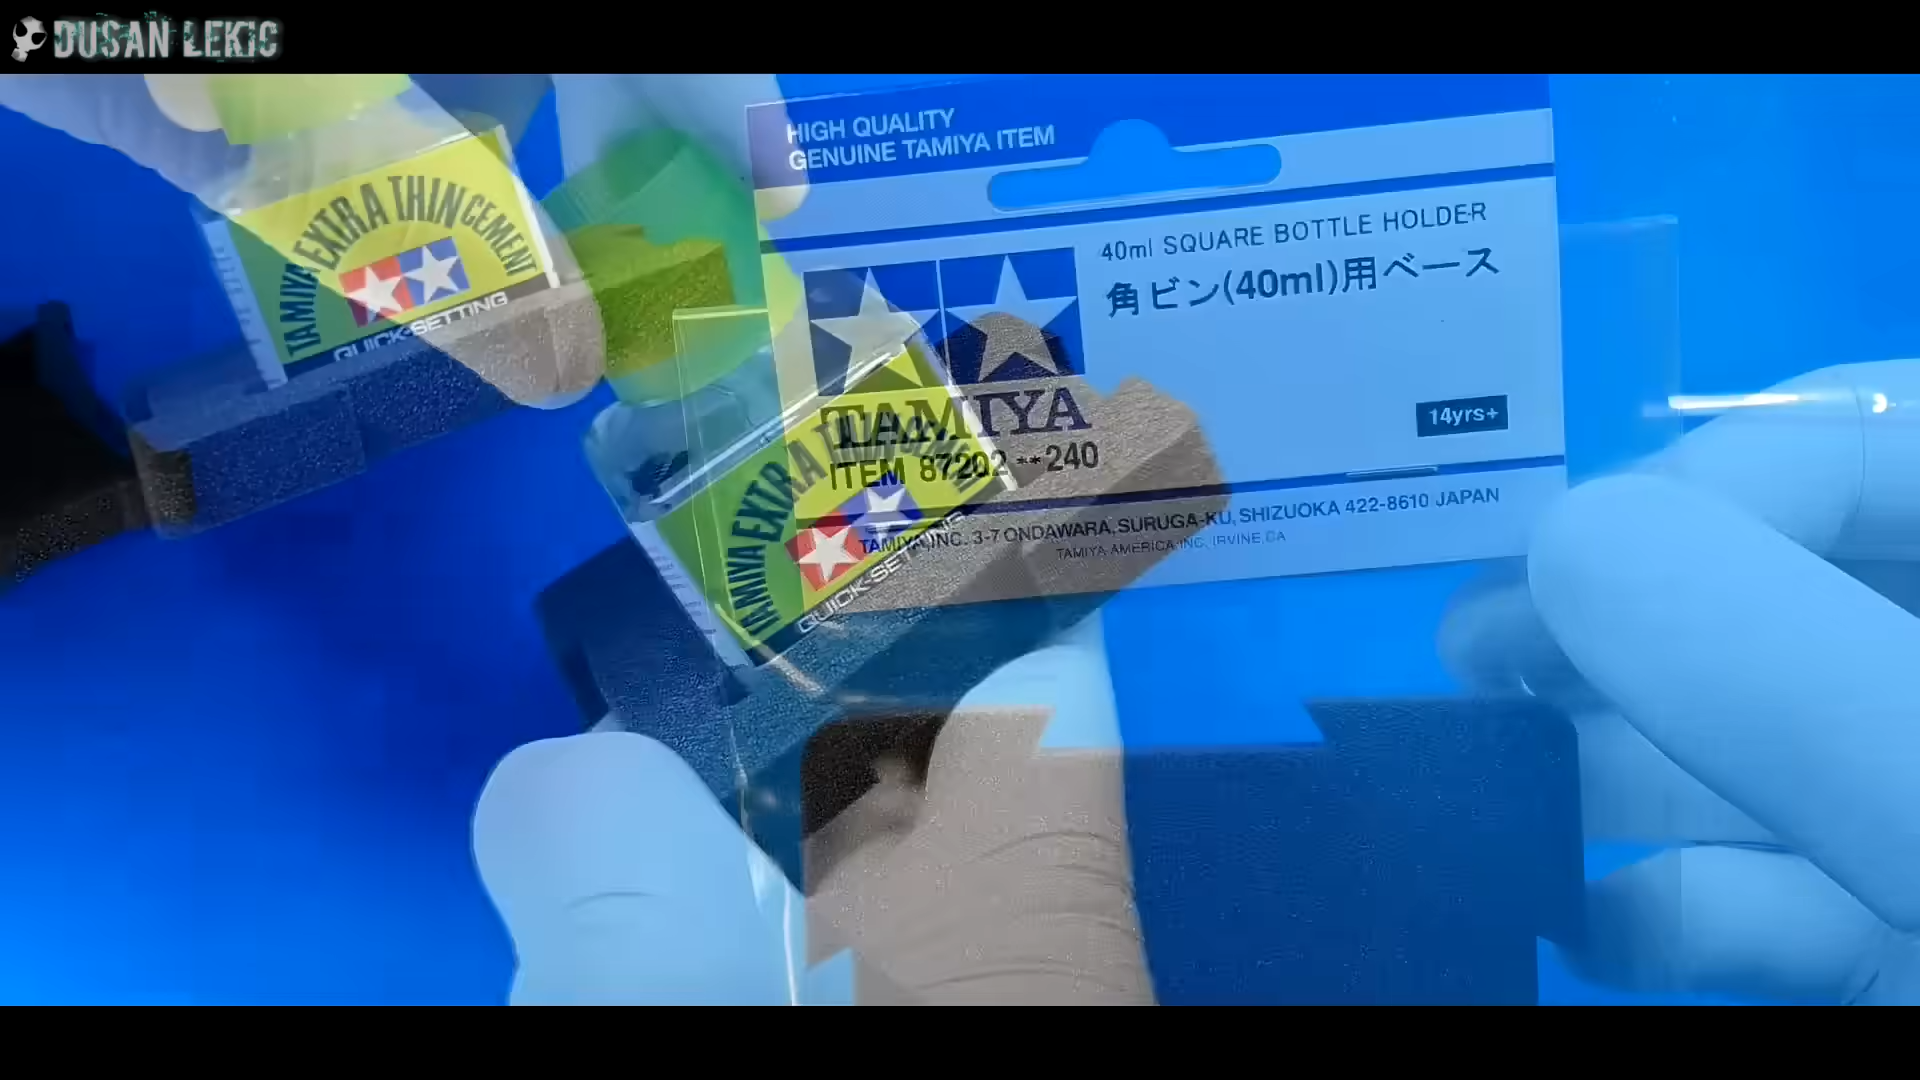 DUSAN LEKIC
HIGH QUALITY
GENUINE TAMIYA ITEM
40ml SQUARE BOTTLE HOLDER
角ビン(40ml)用ベース
TAMIYA
ITEM 87202 **240
14yrs+
TAMIYA,INC. 3-7 ONDAWARA, SURUGA-KU, SHIZUOKA 422-8610 JAPAN
TAMIYA AMERICA INC, IRVINE, CA
TAMIYA EXTRA THIN CEMENT
QUICK-SETTING
TAMIYA EXTRA THIN
QUICK-SETTING